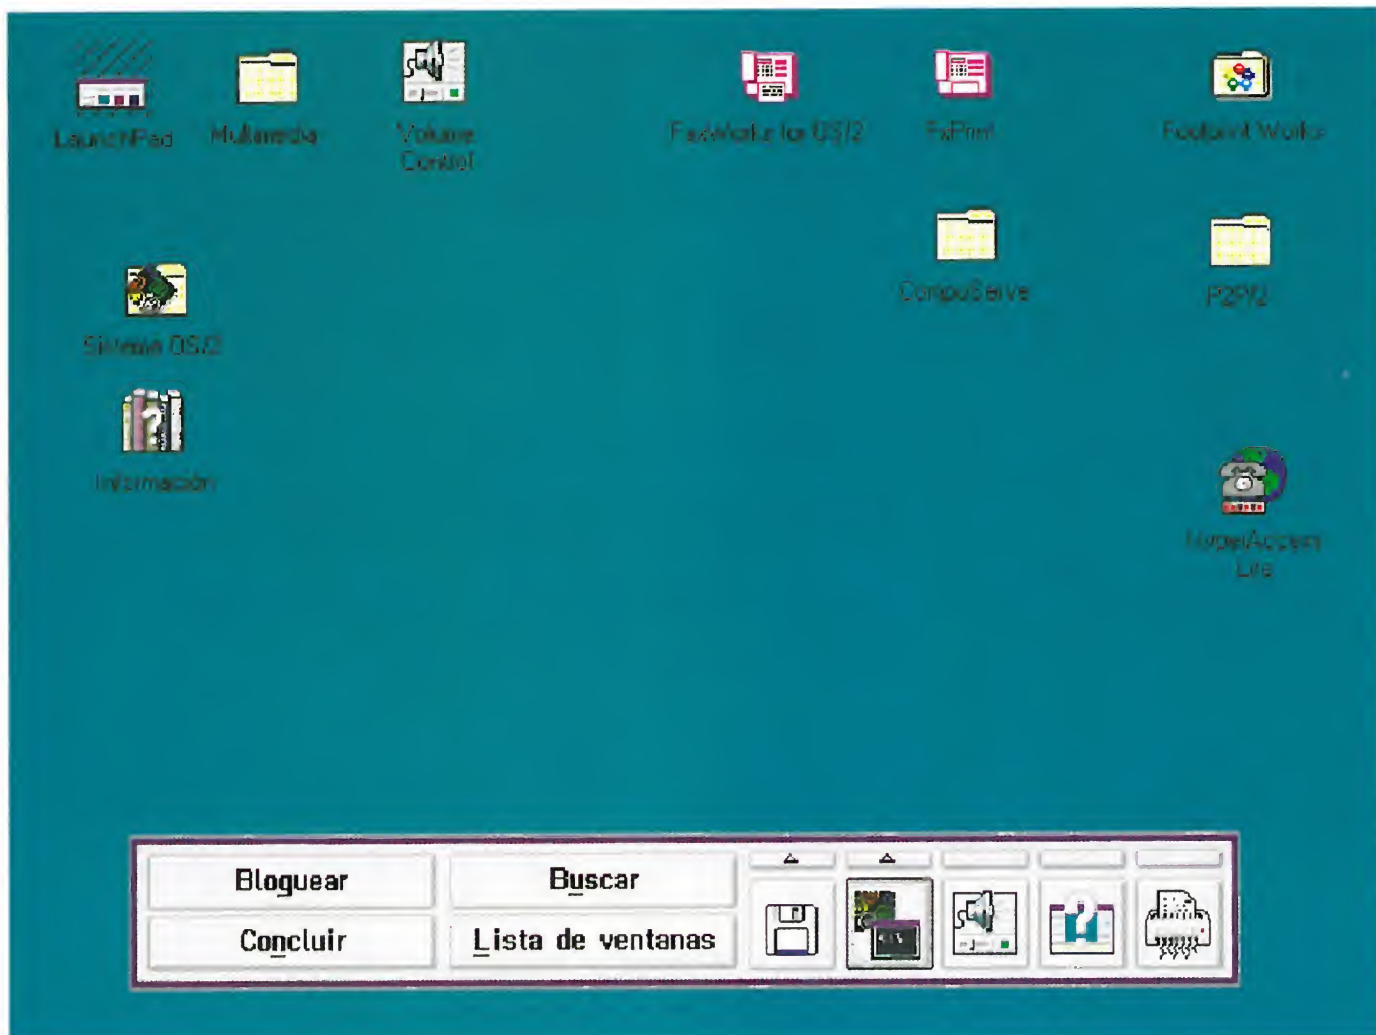 LaunchPad
Multimedia
Volume
Control
FaxWorks for OS/2
FxPrint
Footprint Works
CompuServe
P2P/2
Sistema OS/2
Información
HyperAccess
Lite
Bloquear
Buscar
Concluir
Lista de ventanas